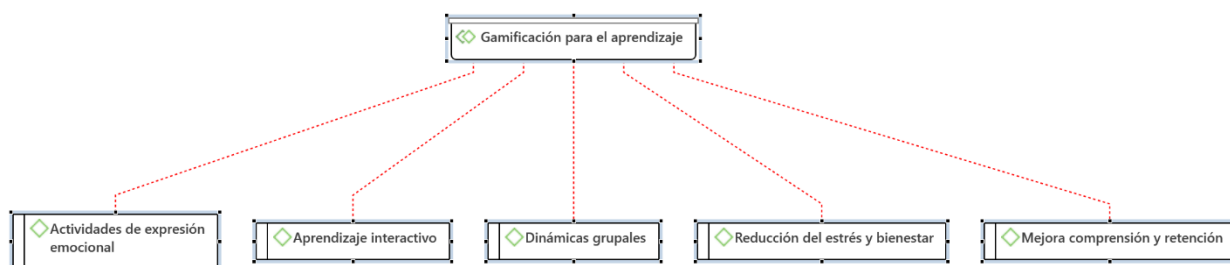 Gamificación para el aprendizaje
Actividades de expresión
emocional
Aprendizaje interactivo
Dinámicas grupales
Reducción del estrés y bienestar
Mejora comprensión y retención